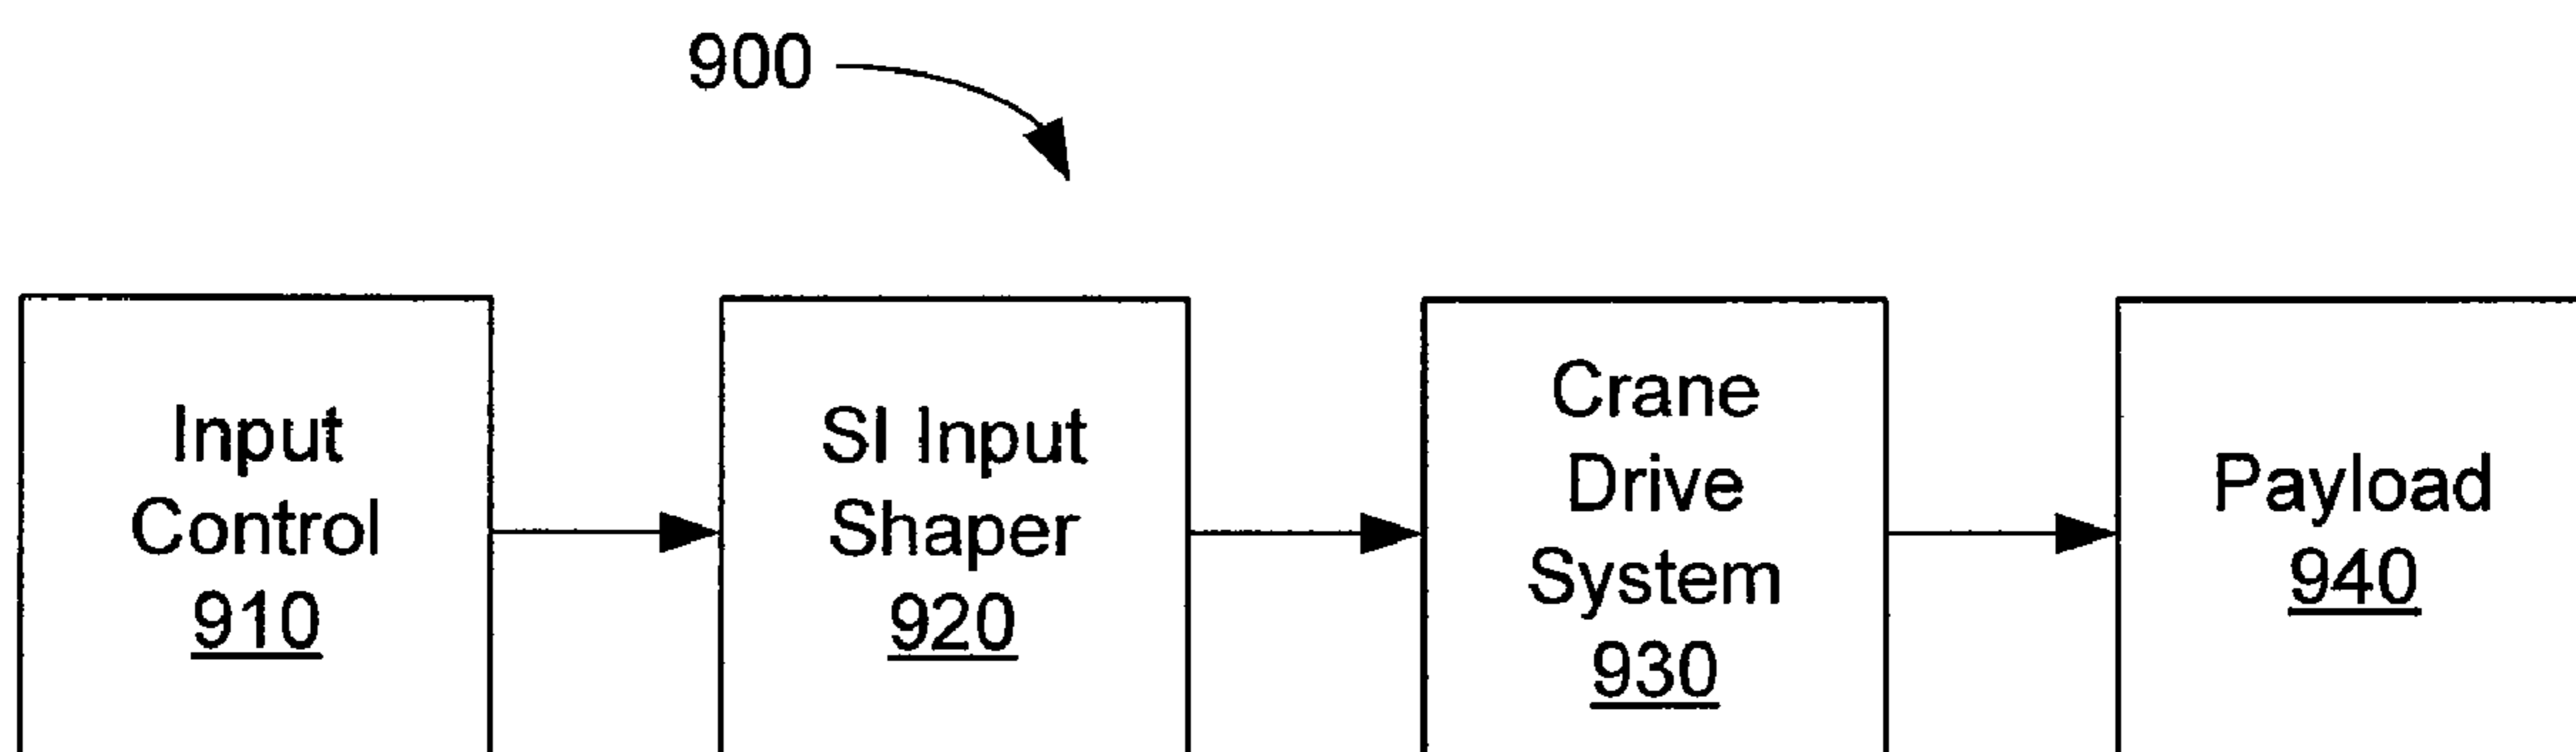 900
Input
Control
910
SI Input
Shaper
920
Crane
Drive
System
930
Payload
940